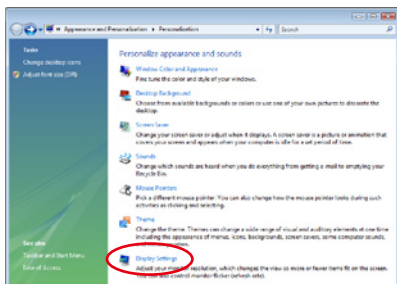 Appearance and Personalization ▸ Personalization
Search
Tasks
Change desktop icons
Adjust font size (DPI)
See also
Taskbar and Start Menu
Ease of Access
Personalize appearance and sounds
Window Color and Appearance
Fine tune the color and style of your windows.
Desktop Background
Choose from available backgrounds or colors or use one of your own pictures to decorate the
desktop.
Screen Saver
Change your screen saver or adjust when it displays. A screen saver is a picture or animation that
covers your screen and appears when your computer is idle for a set period of time.
Sounds
Change which sounds are heard when you do everything from getting e-mail to emptying your
Recycle Bin.
Mouse Pointers
Pick a different mouse pointer. You can also change how the mouse pointer looks during such
activities as clicking and selecting.
Theme
Change the theme. Themes can change a wide range of visual and auditory elements at one time
including the appearance of menus, icons, backgrounds, screen savers, some computer sounds,
Display Settings
Adjust your monitor resolution, which changes the view so more or fewer items fit on the screen.
You can also control monitor flicker (refresh rate).